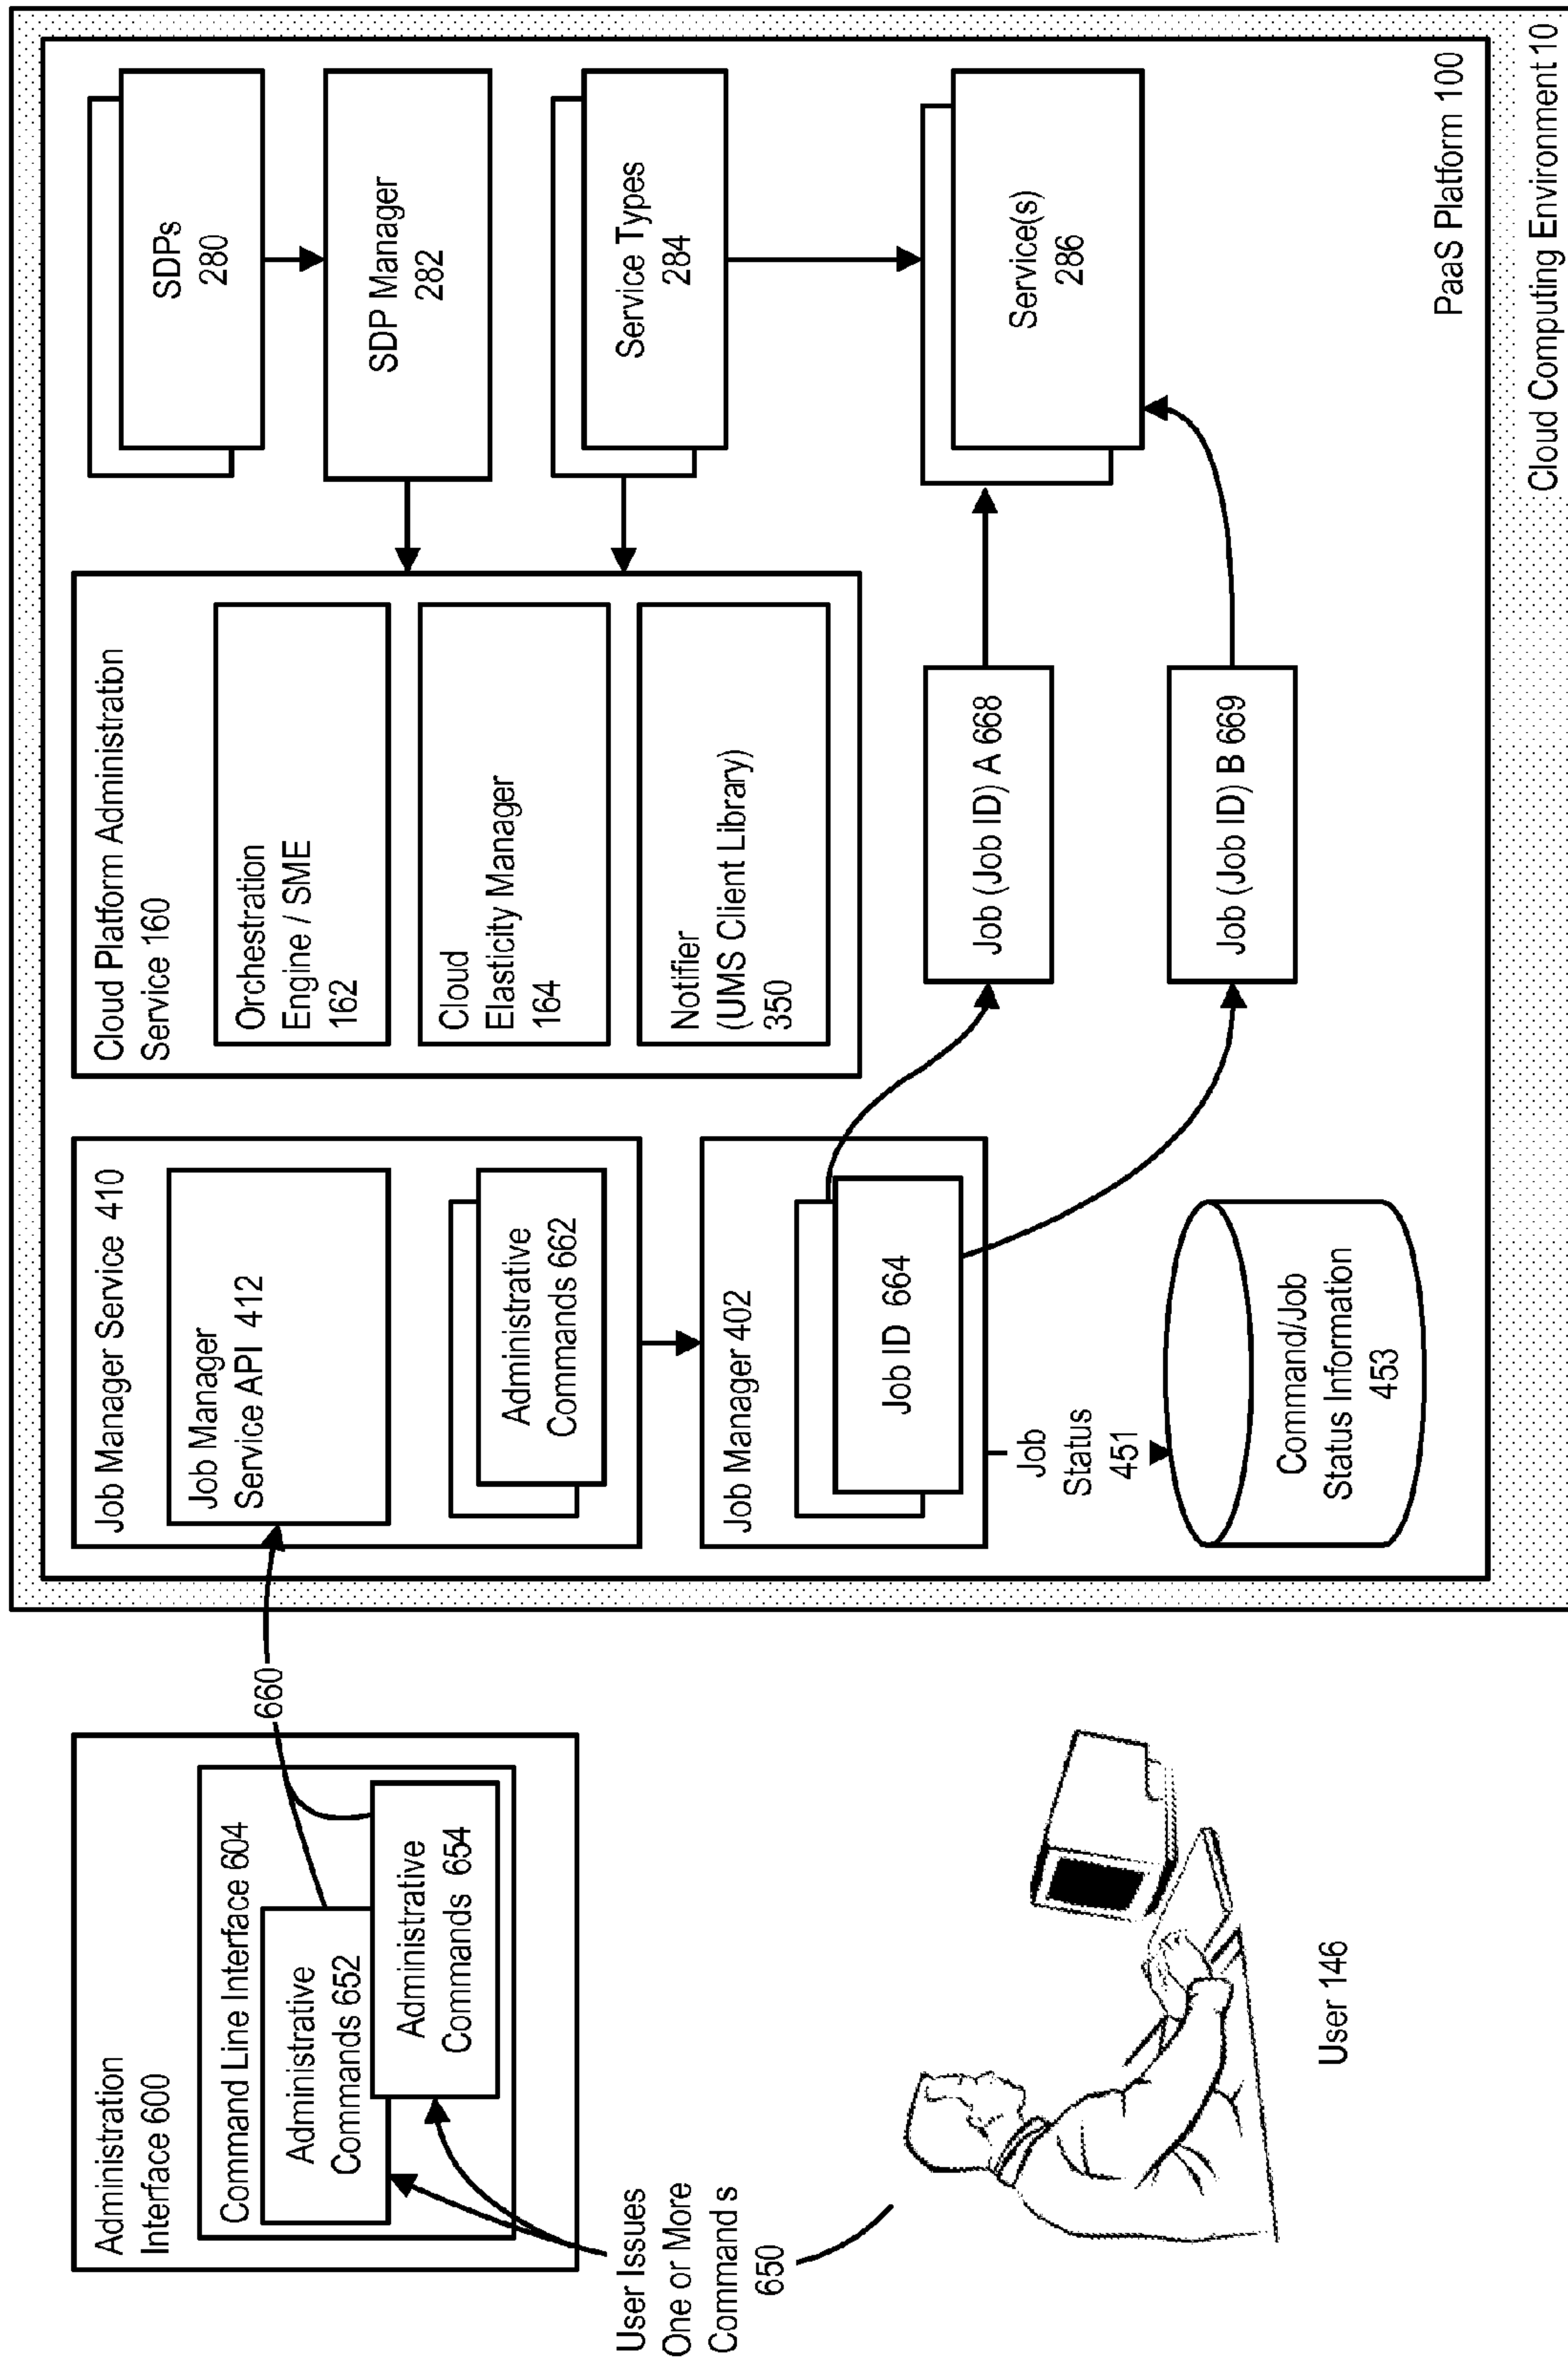 Administration
Interface 600
Command Line Interface 604
Administrative
Commands 652
Administrative
Commands 654
User Issues
One or More
Commands
650
User 146
660
Job Manager Service 410
Job Manager
Service API 412
Administrative
Commands 662
Job Manager 402
Job ID 664
Job
Status
451
Command/Job
Status Information
453
Cloud Platform Administration
Service 160
Orchestration
Engine / SME
162
Cloud
Elasticity Manager
164
Notifier
(UMS Client Library)
350
Job (Job ID) A 668
Job (Job ID) B 669
SDPs
280
SDP Manager
282
Service Types
284
Service(s)
286
PaaS Platform 100
Cloud Computing Environment 10